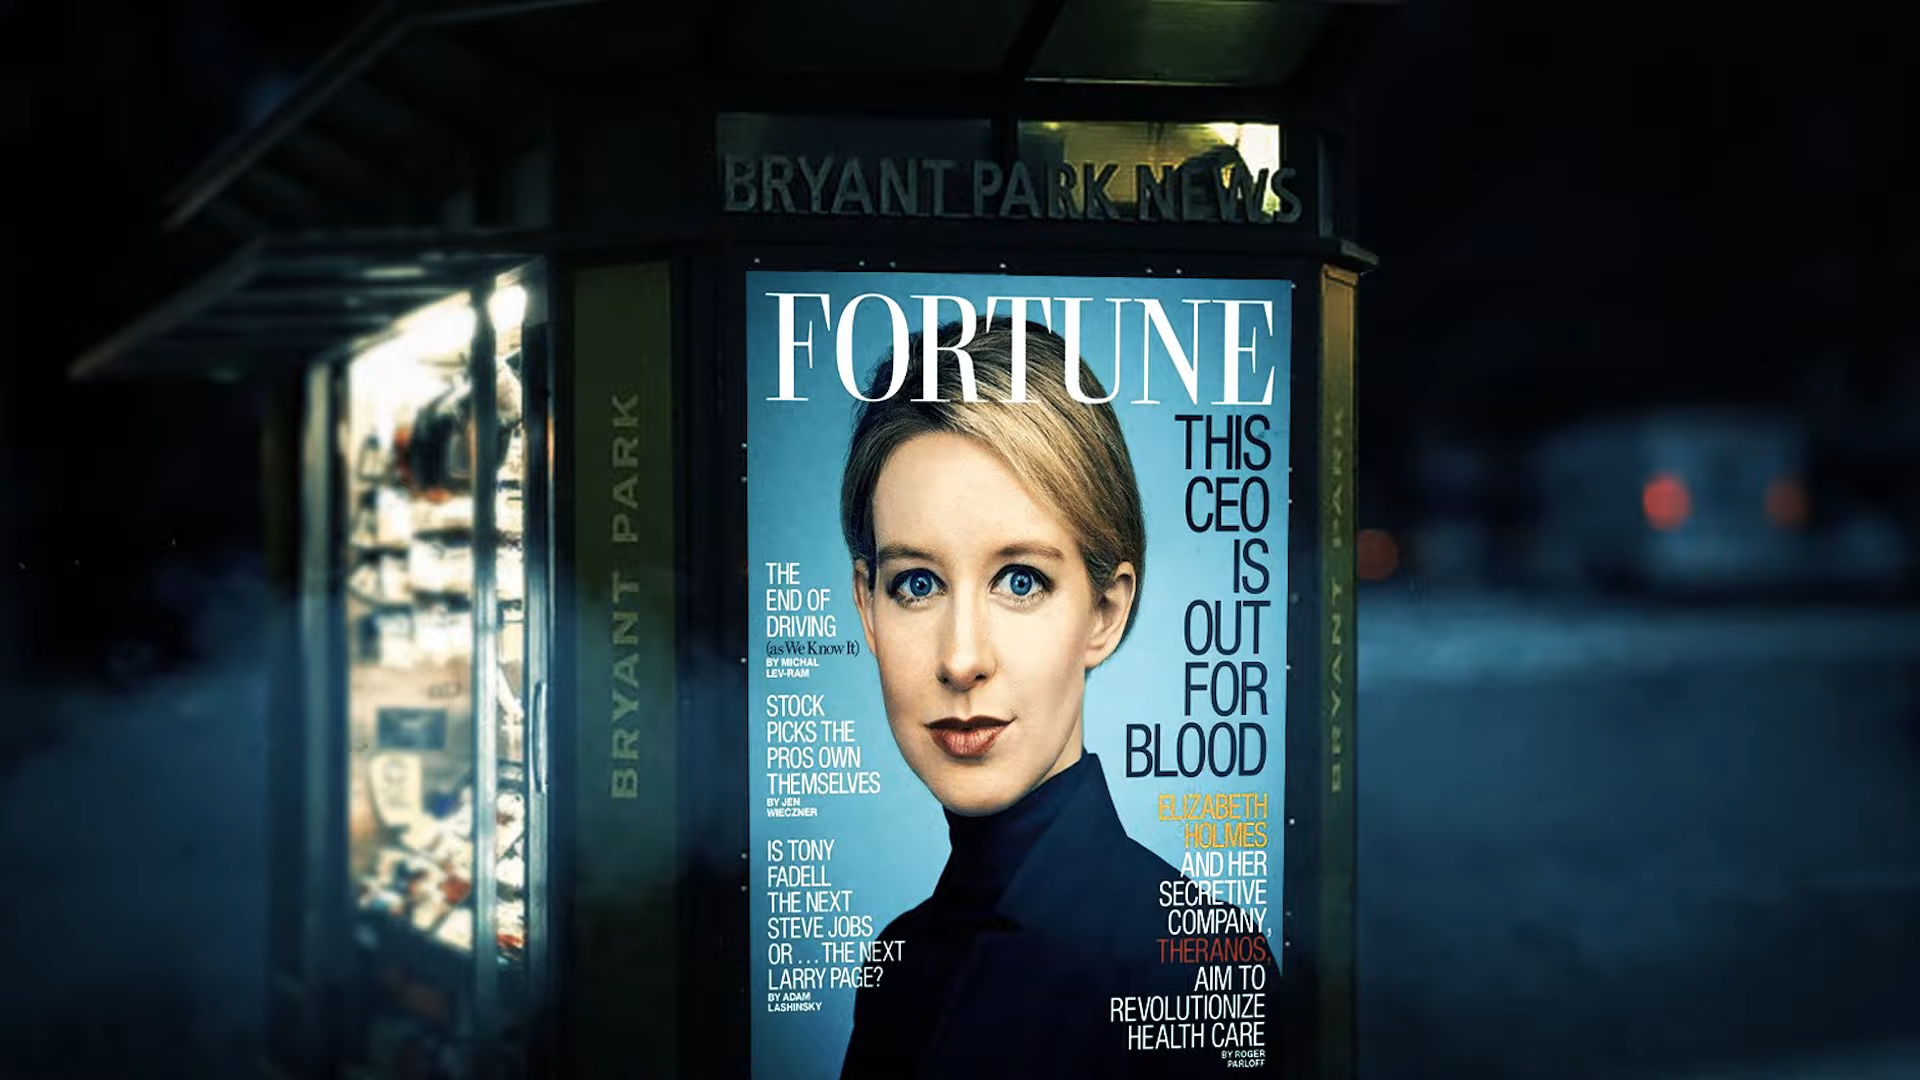 BRYANT PARK NEWS
BRYANT PARK
FORTUNE
THIS
CEO
IS
OUT
FOR
BLOOD
ELIZABETH
HOLMES
AND HER
SECRETIVE
COMPANY,
THERANOS,
AIM TO
REVOLUTIONIZE
HEALTH CARE
BY ROGER
PARLOFF
THE
END OF
DRIVING
(as We Know It)
BY MICHAL
LEV-RAM
STOCK
PICKS THE
PROS OWN
THEMSELVES
BY JEN
WIECZNER
IS TONY
FADELL
THE NEXT
STEVE JOBS
OR ... THE NEXT
LARRY PAGE?
BY ADAM
LASHINSKY
BRYANT PARK